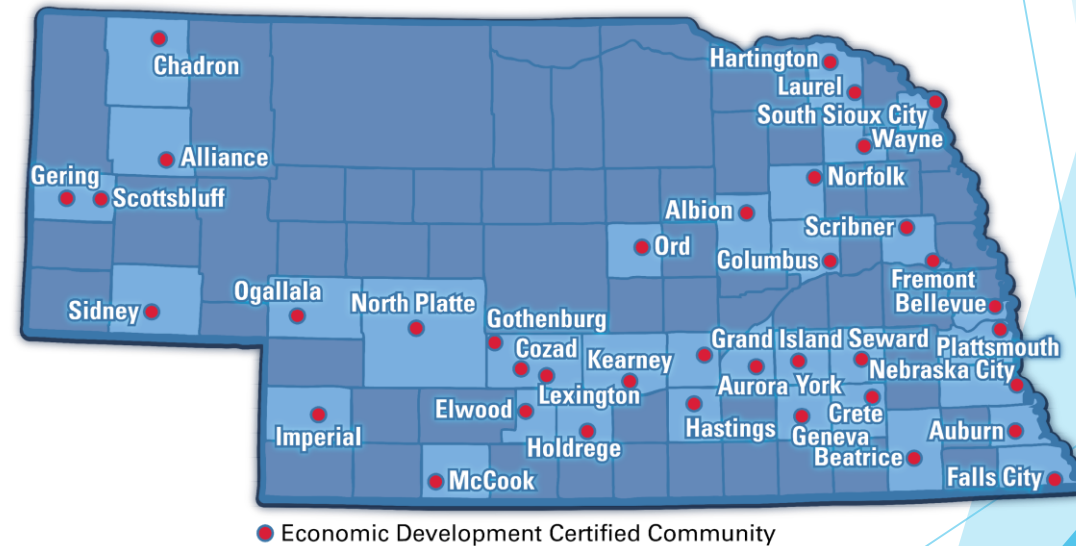 Chadron
Hartington
Laurel
South Sioux City
Wayne
Alliance
Gering
Scottsbluff
Norfolk
Albion
Scribner
Ord
Columbus
Fremont
Bellevue
Sidney
Ogallala
North Platte
Gothenburg
Cozad
Kearney
Grand Island
Seward
Plattsmouth
Nebraska City
Lexington
Aurora
York
Elwood
Crete
Imperial
Holdrege
Hastings
Geneva
Auburn
Beatrice
McCook
Falls City
Economic Development Certified Community